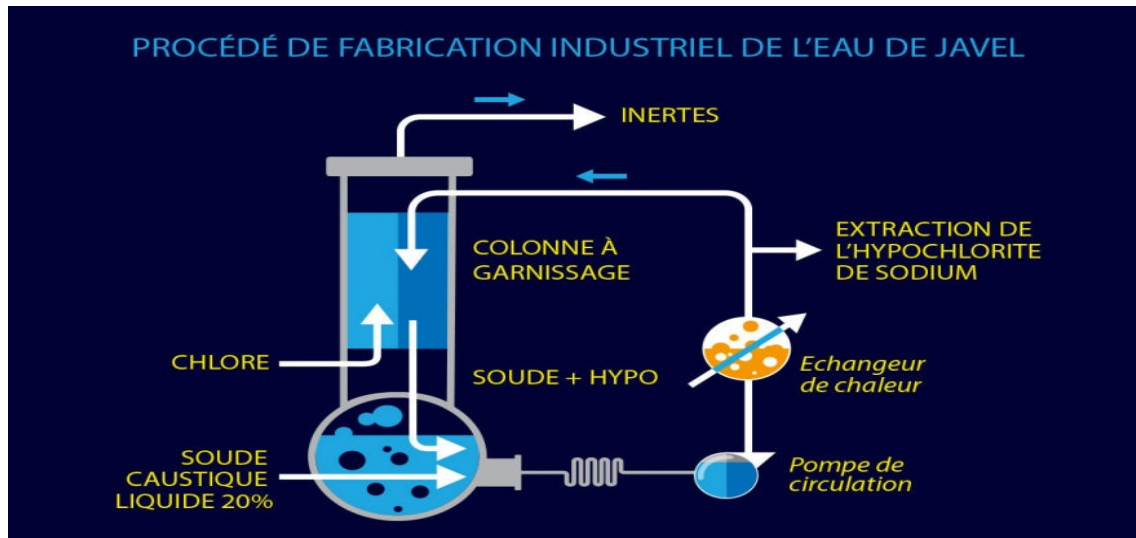 PROCÉDÉ DE FABRICATION INDUSTRIEL DE L'EAU DE JAVEL
INERTES
EXTRACTION DE
L'HYPOCHLORITE
DE SODIUM
COLONNE À
GARNISSAGE
CHLORE
SOUDE + HYPO
Echangeur
de chaleur
SOUDE
CAUSTIQUE
LIQUIDE 20%
Pompe de
circulation